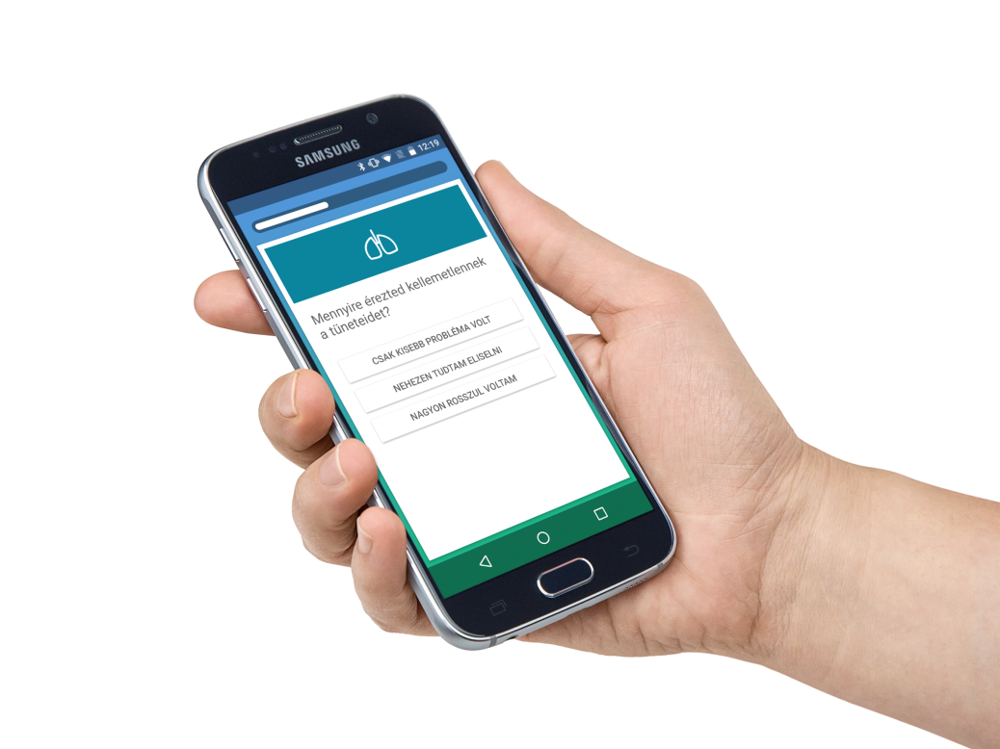 SAMSUNG
12:19
Mennyire érezted kellemetlennek
a tüneteidet?
CSAK KISEBB PROBLÉMA VOLT
NEHEZEN TUDTAM ELISELNI
NAGYON ROSSZUL VOLTAM